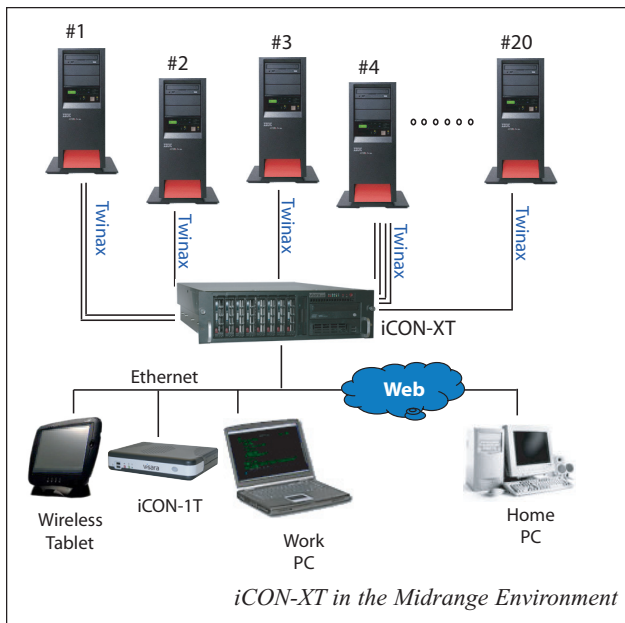 #1
#2
#3
#4
#20
Twinax
Twinax
Twinax
Twinax
Twinax
iCON-XT
Ethernet
Web
visara
Wireless
Tablet
iCON-1T
Work
PC
Home
PC
iCON-XT in the Midrange Environment